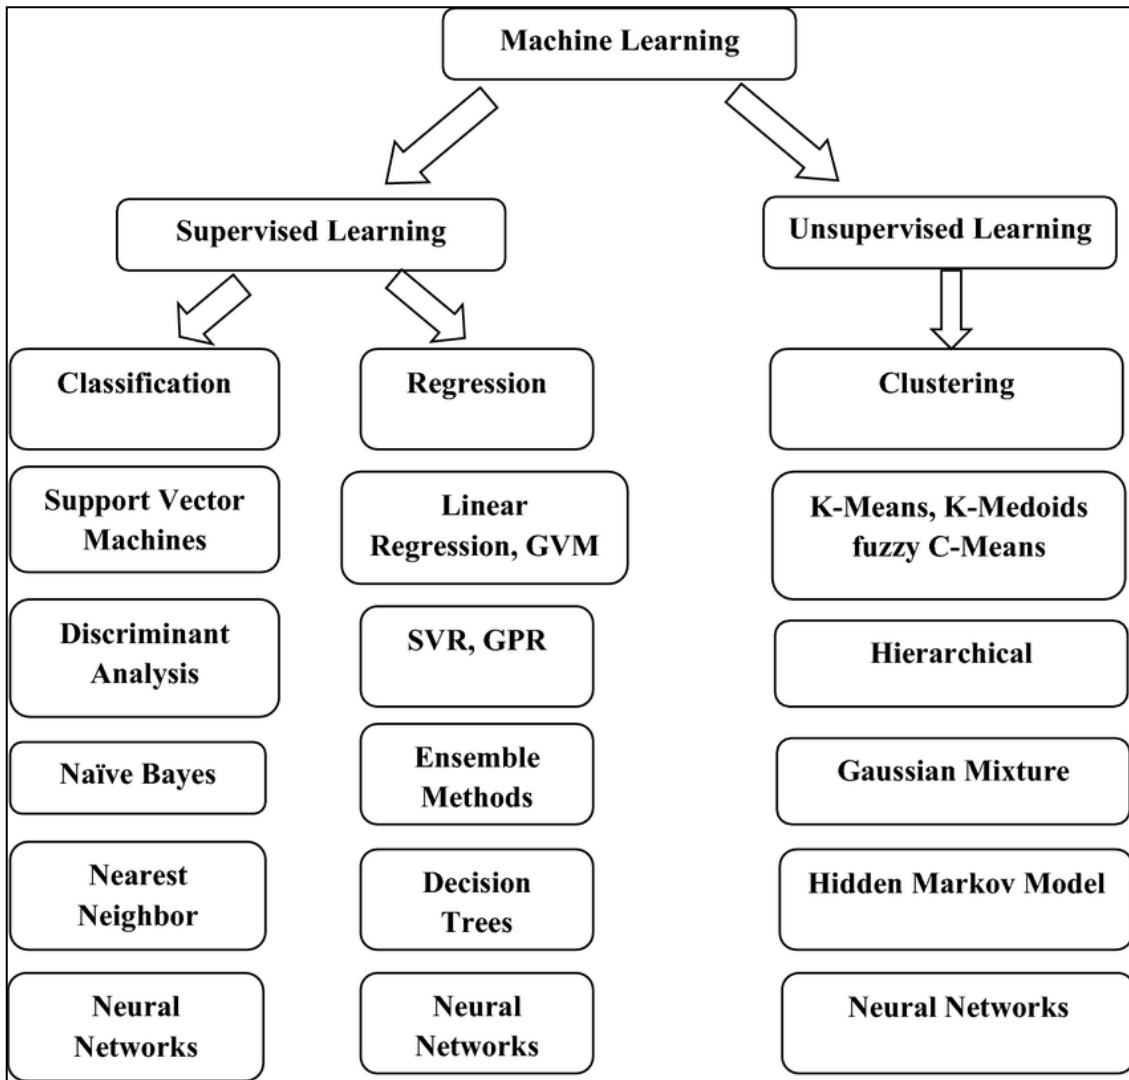 Machine Learning
Supervised Learning
Unsupervised Learning
Classification
Regression
Clustering
Support Vector
Machines
Linear
Regression, GVM
K-Means, K-Medoids
fuzzy C-Means
Discriminant
Analysis
SVR, GPR
Hierarchical
Naïve Bayes
Ensemble
Methods
Gaussian Mixture
Nearest
Neighbor
Decision
Trees
Hidden Markov Model
Neural
Networks
Neural
Networks
Neural Networks